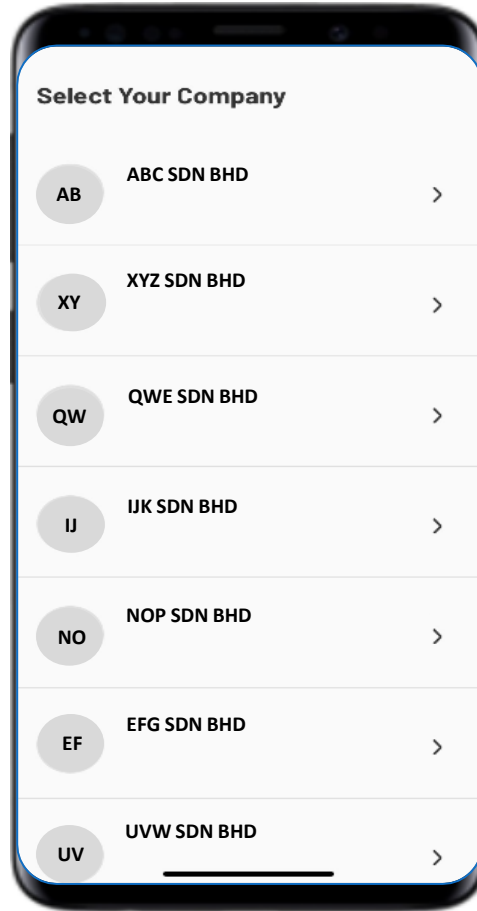 Select Your Company
ABC SDN BHD
AB
XYZ SDN BHD
XY
QWE SDN BHD
QW
IJK SDN BHD
IJ
NOP SDN BHD
NO
EFG SDN BHD
EF
UVW SDN BHD
UV